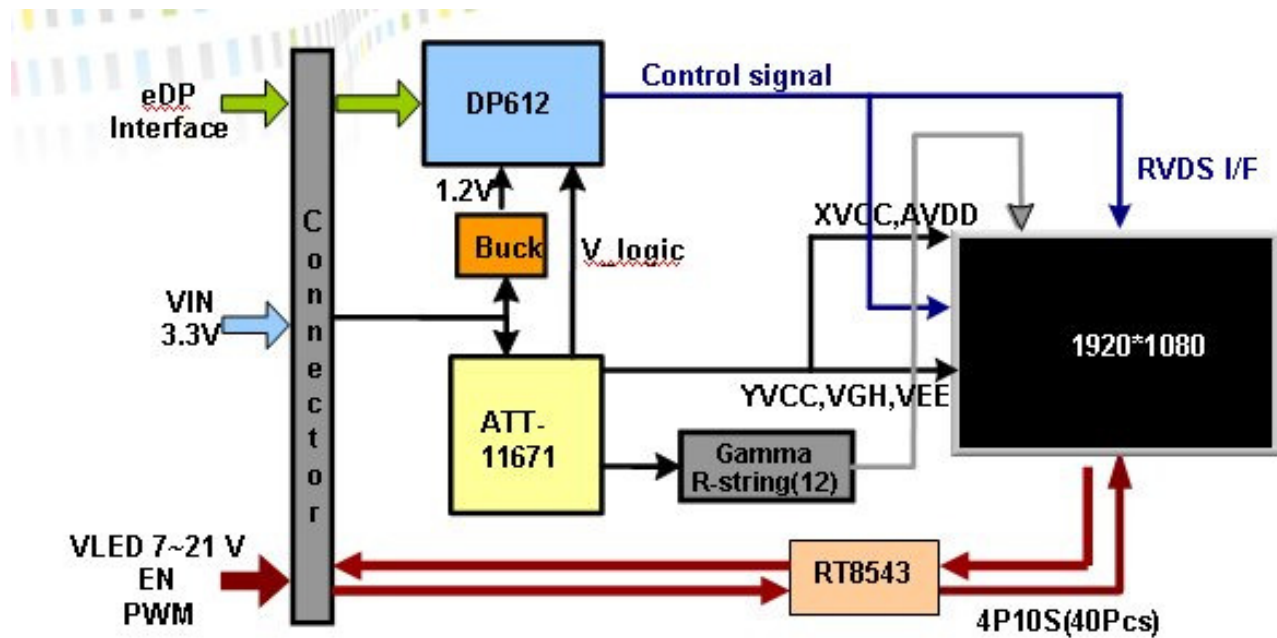 eDP
Interface
DP612
Control signal
RVDS I/F
1.2V
Buck
V_logic
XVCC,AVDD
Connector
VIN
3.3V
1920*1080
YVCC,VGH,VEE
ATT-
11671
Gamma
R-string(12)
VLED 7~21 V
EN
PWM
RT8543
4P10S(40Pcs)